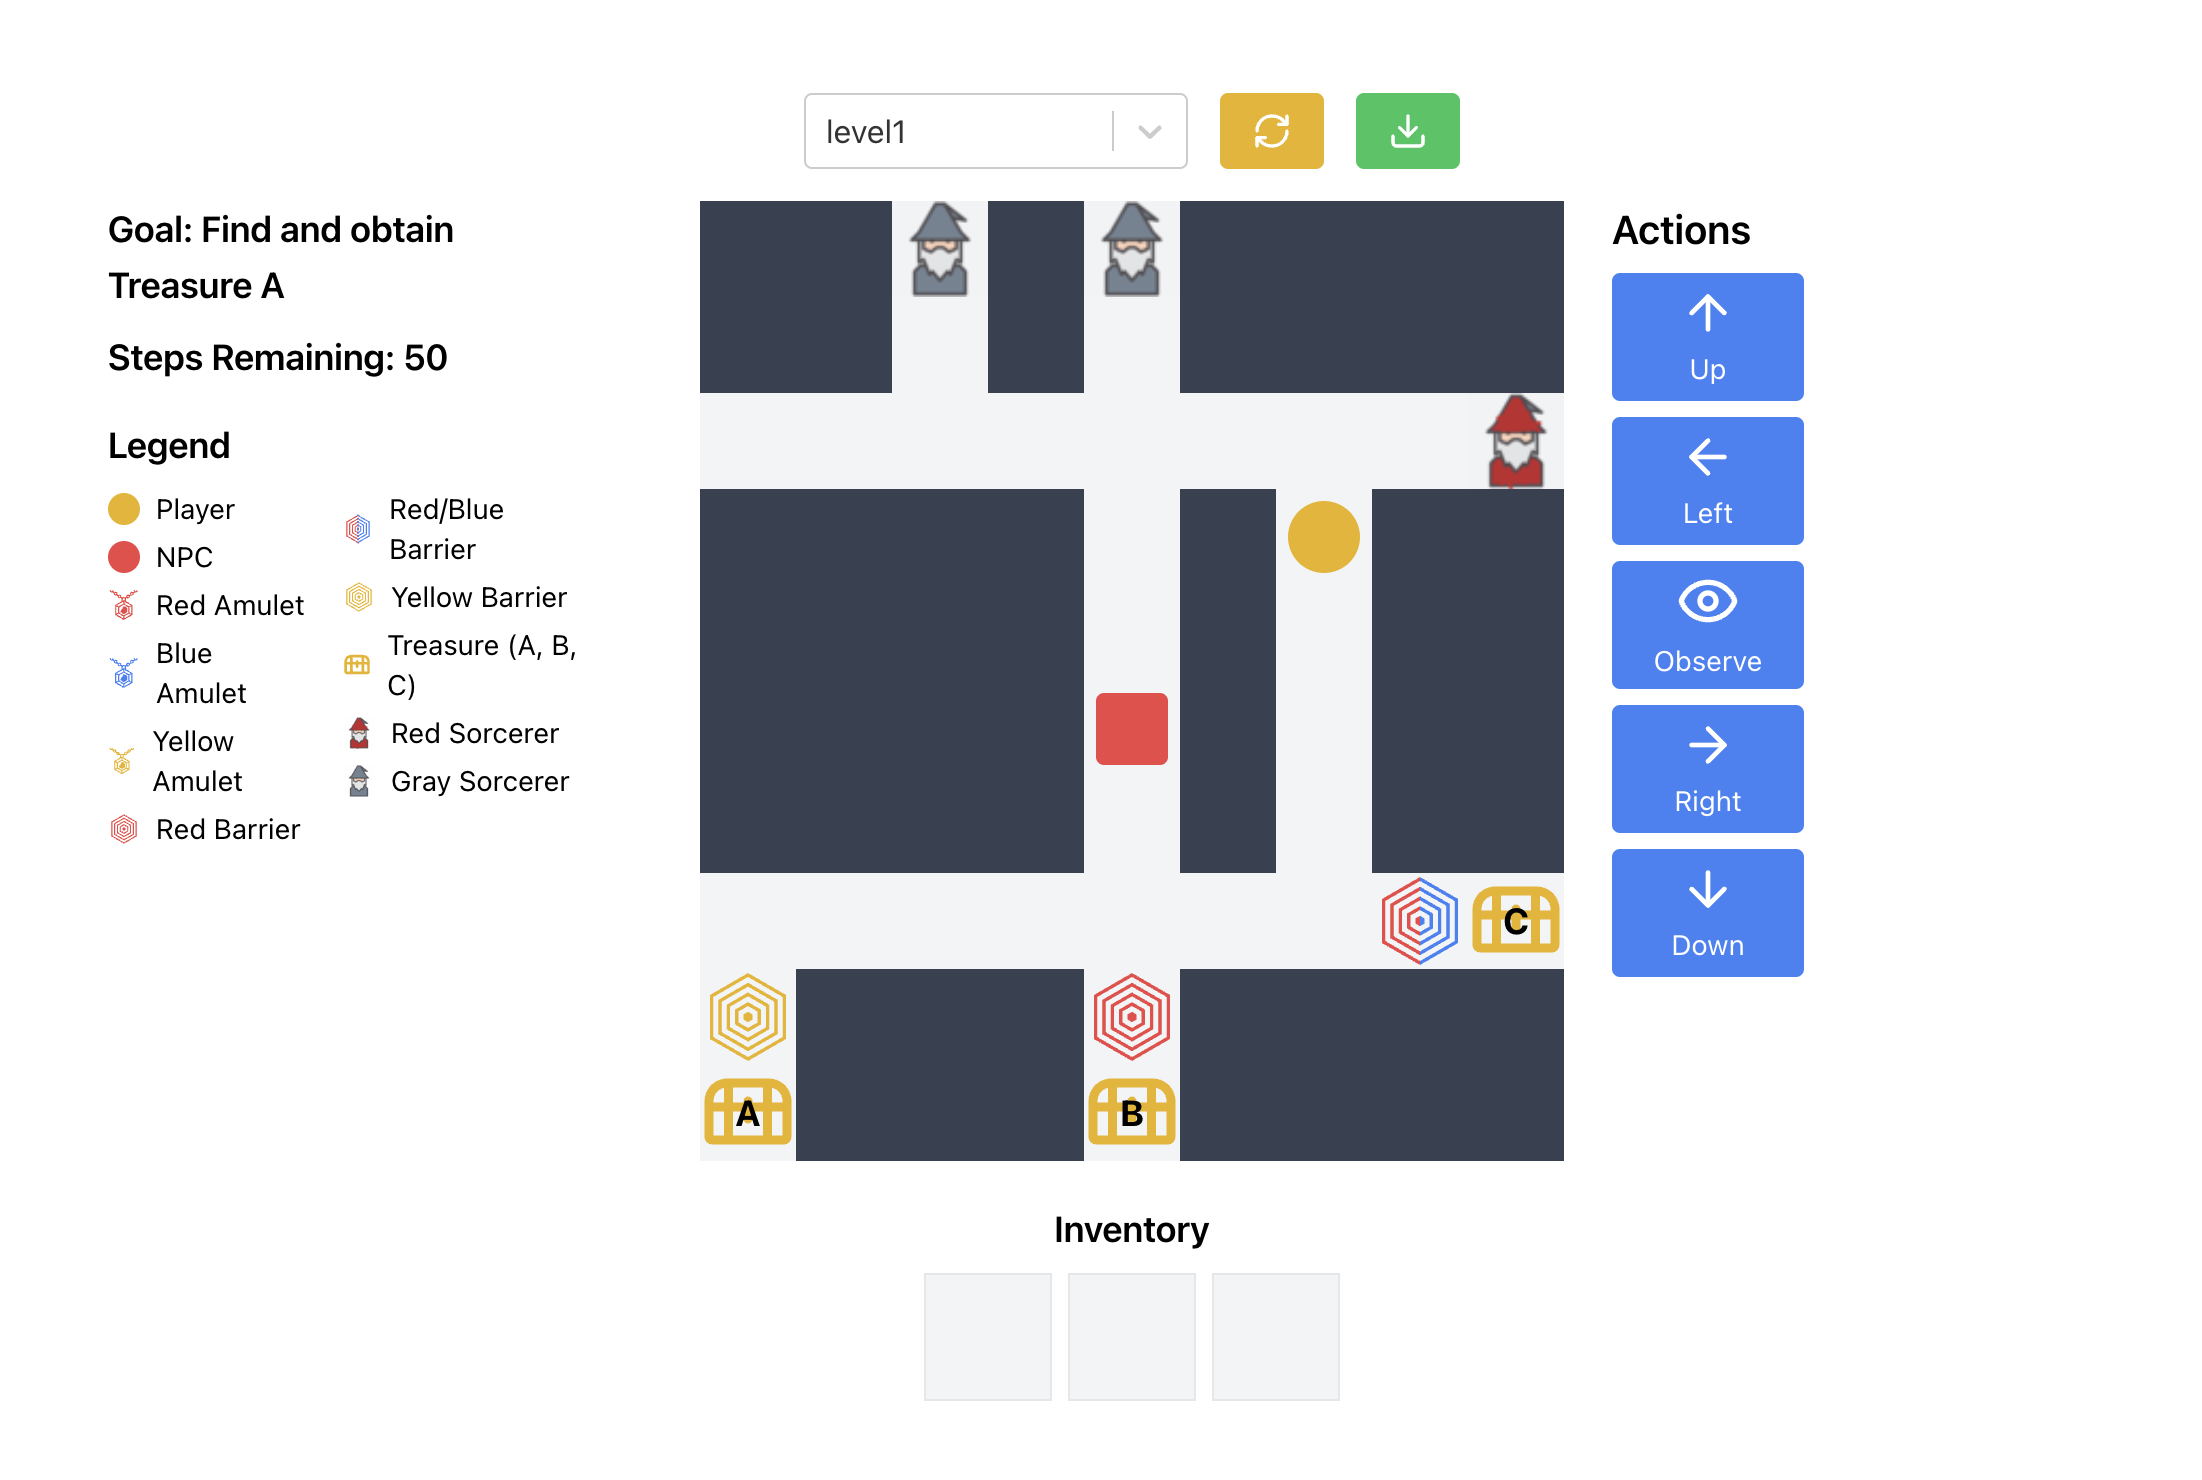 level1
Goal: Find and obtain
Treasure A
Steps Remaining: 50
Legend
Player
NPC
Red Amulet
Blue
Amulet
Yellow
Amulet
Red Barrier
Red/Blue
Barrier
Yellow Barrier
Treasure (A, B,
C)
Red Sorcerer
Gray Sorcerer
C
A
B
Actions
Up
Left
Observe
Right
Down
Inventory